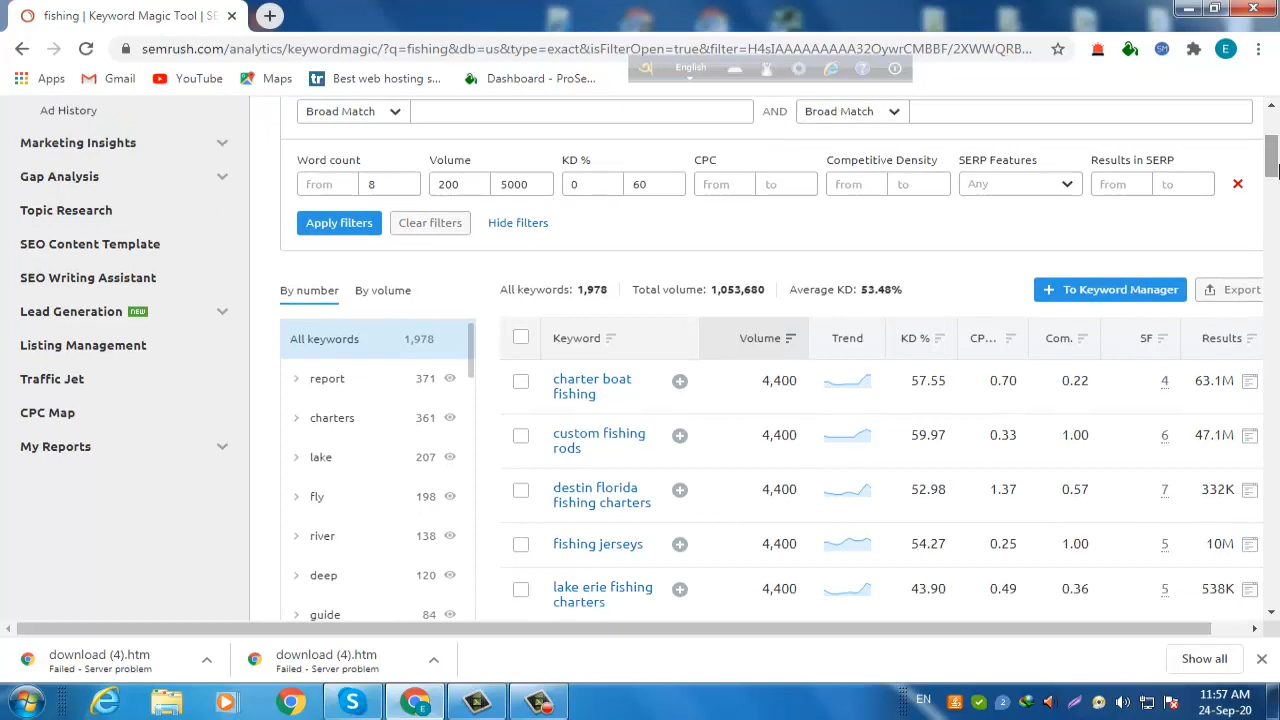 fishing | Keyword Magic Tool | SE
semrush.com/analytics/keywordmagic/?q=fishing&db=us&type=exact&isFilterOpen=true&filter=H4sIAAAAAAAA32OywrCMBBF/2XWWQRB...
E
Apps Gmail YouTube Maps Best web hosting s... Dashboard - ProSe...
English
Ad History
Marketing Insights
Gap Analysis
Topic Research
SEO Content Template
SEO Writing Assistant
Lead Generation NEW
Listing Management
Traffic Jet
CPC Map
My Reports
Broad Match AND Broad Match
Word count Volume KD % CPC Competitive Density SERP Features Results in SERP
from 8 200 5000 0 60 from to from to Any from to
Apply filters Clear filters Hide filters
By number By volume
All keywords: 1,978 Total volume: 1,053,680 Average KD: 53.48%
+ To Keyword Manager Export
All keywords 1,978
report 371
charters 361
lake 207
fly 198
river 138
deep 120
guide 84
Keyword Volume Trend KD % CP... Com. SF Results
charter boat fishing 4,400 57.55 0.70 0.22 4 63.1M
custom fishing rods 4,400 59.97 0.33 1.00 6 47.1M
destin florida fishing charters 4,400 52.98 1.37 0.57 7 332K
fishing jerseys 4,400 54.27 0.25 1.00 5 10M
lake erie fishing charters 4,400 43.90 0.49 0.36 5 538K
download (4).htm
Failed - Server problem
download (4).htm
Failed - Server problem
Show all
EN
11:57 AM
24-Sep-20